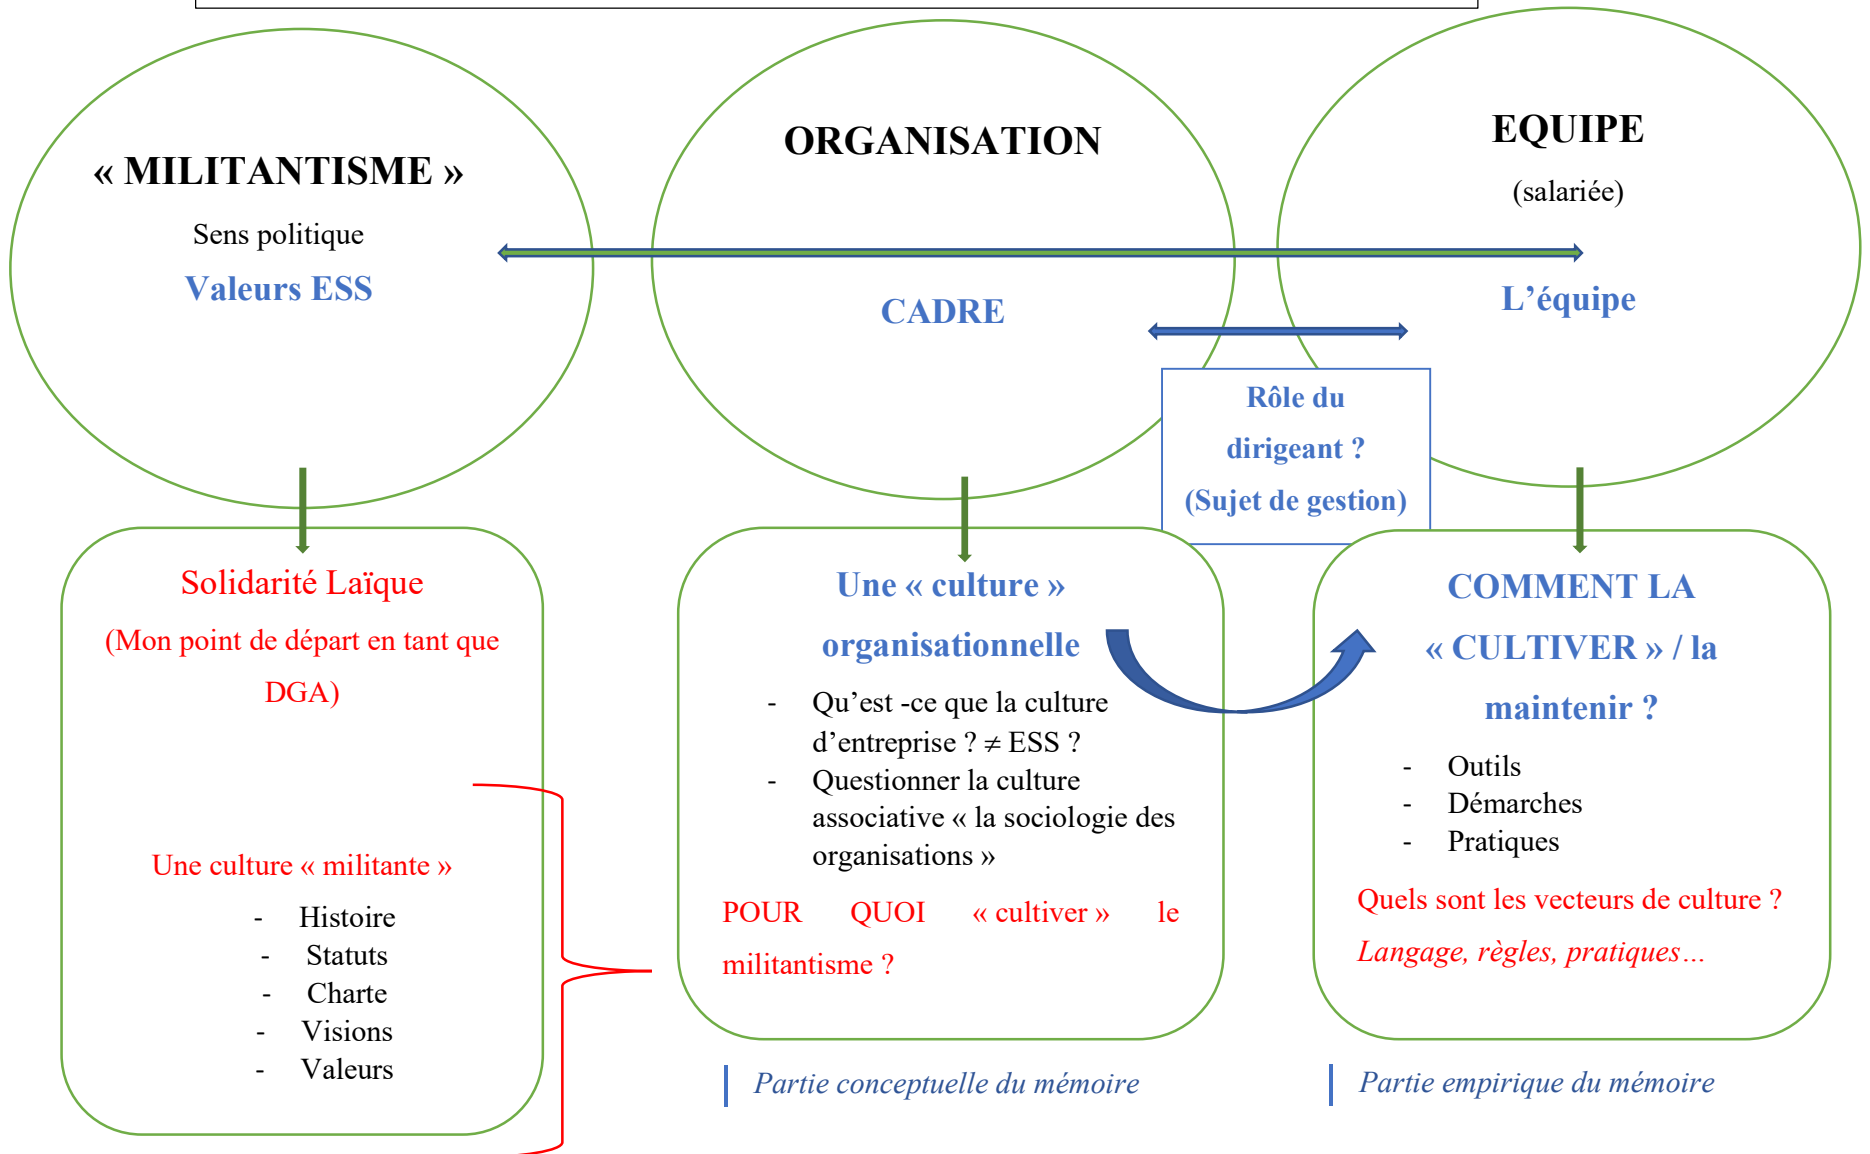 « MILITANTISME »
Sens politique
Valeurs ESS
ORGANISATION
CADRE
EQUIPE
(salariée)
L’équipe
Rôle du
dirigeant ?
(Sujet de gestion)
Solidarité Laïque
(Mon point de départ en tant que
DGA)
Une culture « militante »
- Histoire
- Statuts
- Charte
- Visions
- Valeurs
Une « culture »
organisationnelle
- Qu’est -ce que la culture
d’entreprise ? ≠ ESS ?
- Questionner la culture
associative « la sociologie des
organisations »
POUR QUOI « cultiver » le
militantisme ?
Partie conceptuelle du mémoire
COMMENT LA
« CULTIVER » / la
maintenir ?
- Outils
- Démarches
- Pratiques
Quels sont les vecteurs de culture ?
Langage, règles, pratiques…
Partie empirique du mémoire